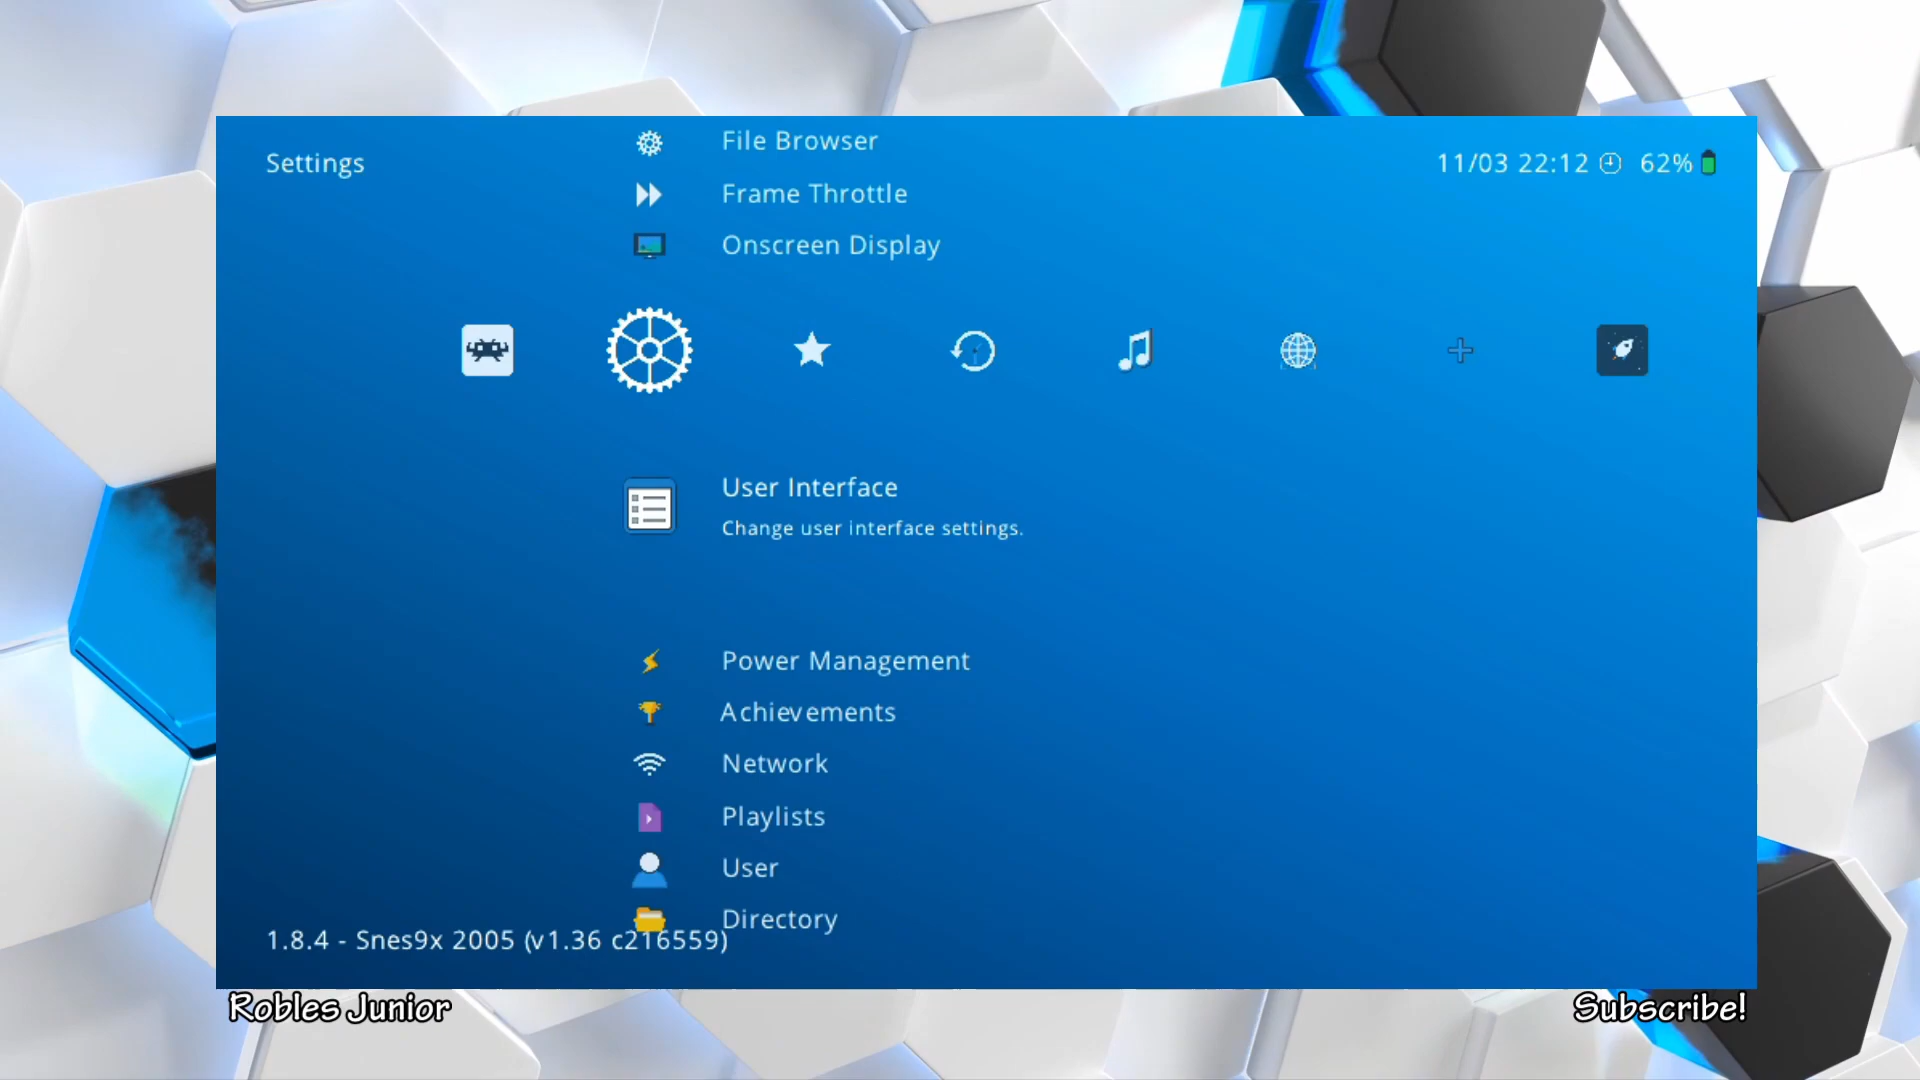 File Browser
Settings
11/03 22:12 62%
Frame Throttle
Onscreen Display
User Interface
Change user interface settings.
Power Management
Achievements
Network
Playlists
User
Directory
1.8.4 - Snes9x 2005 (v1.36 c216559)
Robles Junior
Subscribe!